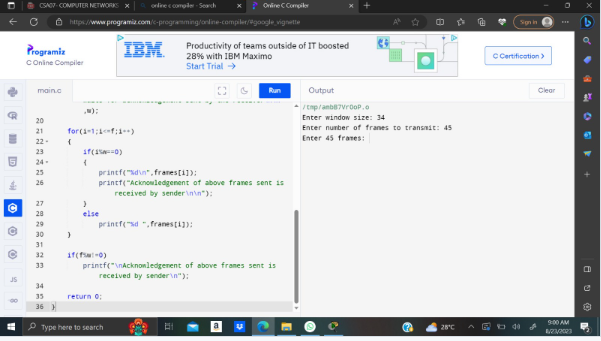 CSA07- COMPUTER NETWORKS
online c compiler - Search
Online C Compiler
https://www.programiz.com/c-programming/online-compiler/#google_vignette
Sign in
Programiz
C Online Compiler
IBM.
Productivity of teams outside of IT boosted
28% with IBM Maximo
Start Trial →
C Certification >
main.c
Run
Output
Clear
,w);
20
21 for(i=1;i<=f;i++)
22 {
23 if(i%w==0)
24 {
25 printf("%d\n",frames[i]);
26 printf("Acknowledgement of above frames sent is
received by sender\n\n");
27 }
28 else
29 printf("%d ",frames[i]);
30 }
31
32 if(f%w!=0)
33 printf("\nAcknowledgement of above frames sent is
received by sender\n");
34
35 return 0;
36 }
Enter window size: 34
Enter number of frames to transmit: 45
Enter 45 frames:
JS
GO
Type here to search
28°C
9:00 AM
8/23/2023